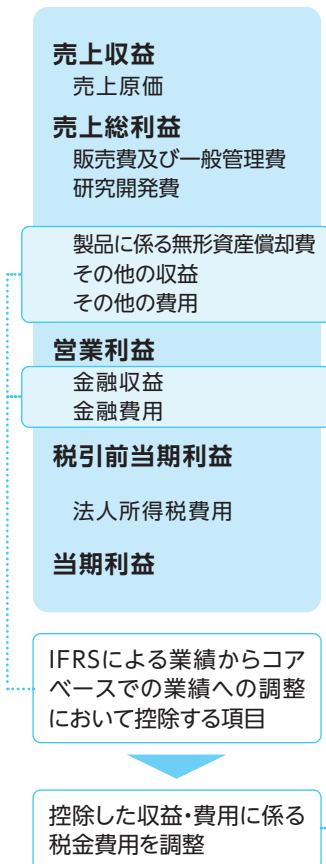 売上収益
売上原価
売上総利益
販売費及び一般管理費
研究開発費
製品に係る無形資産償却費
その他の収益
その他の費用
営業利益
金融収益
金融費用
税引前当期利益
法人所得税費用
当期利益
IFRSによる業績からコア
ベースでの業績への調整
において控除する項目
控除した収益・費用に係る
税金費用を調整